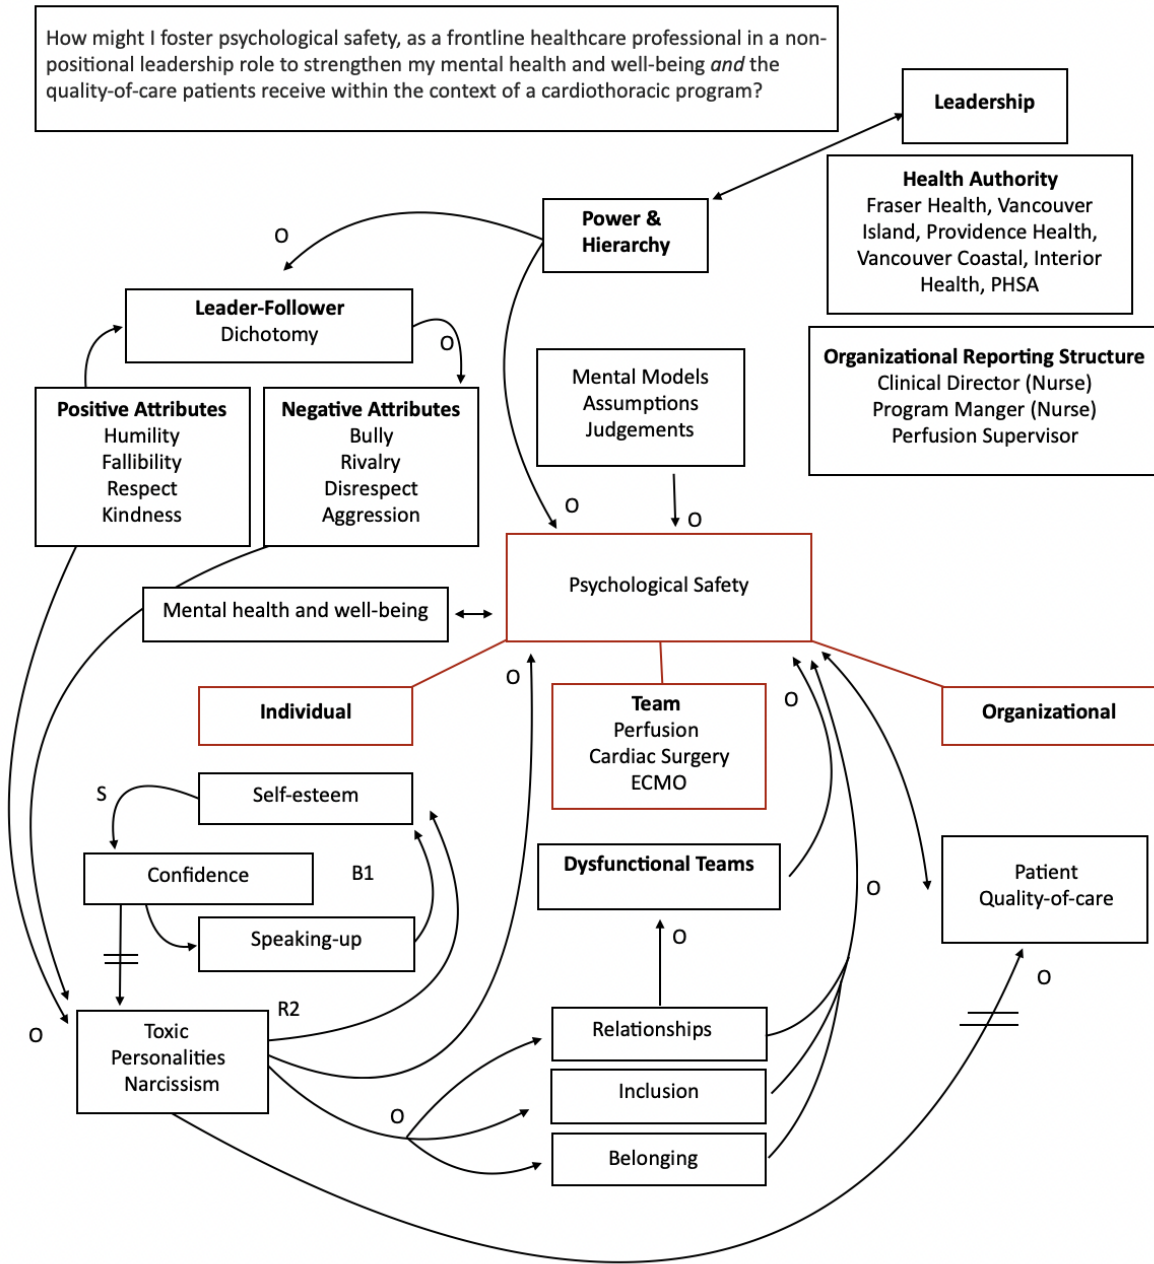 How might I foster psychological safety, as a frontline healthcare professional in a non-
positional leadership role to strengthen my mental health and well-being and the
quality-of-care patients receive within the context of a cardiothoracic program?
Leadership
Health Authority
Fraser Health, Vancouver
Island, Providence Health,
Vancouver Coastal, Interior
Health, PHSA
Power &
Hierarchy
O
Leader-Follower
Dichotomy
O
Organizational Reporting Structure
Clinical Director (Nurse)
Program Manger (Nurse)
Perfusion Supervisor
Mental Models
Assumptions
Judgements
Positive Attributes
Humility
Fallibility
Respect
Kindness
Negative Attributes
Bully
Rivalry
Disrespect
Aggression
O
O
Psychological Safety
Mental health and well-being
O
Individual
Team
Perfusion
Cardiac Surgery
ECMO
O
Organizational
S
Self-esteem
Confidence
B1
Speaking-up
Dysfunctional Teams
O
Patient
Quality-of-care
O
O
R2
O
Toxic
Personalities
Narcissism
Relationships
Inclusion
O
Belonging